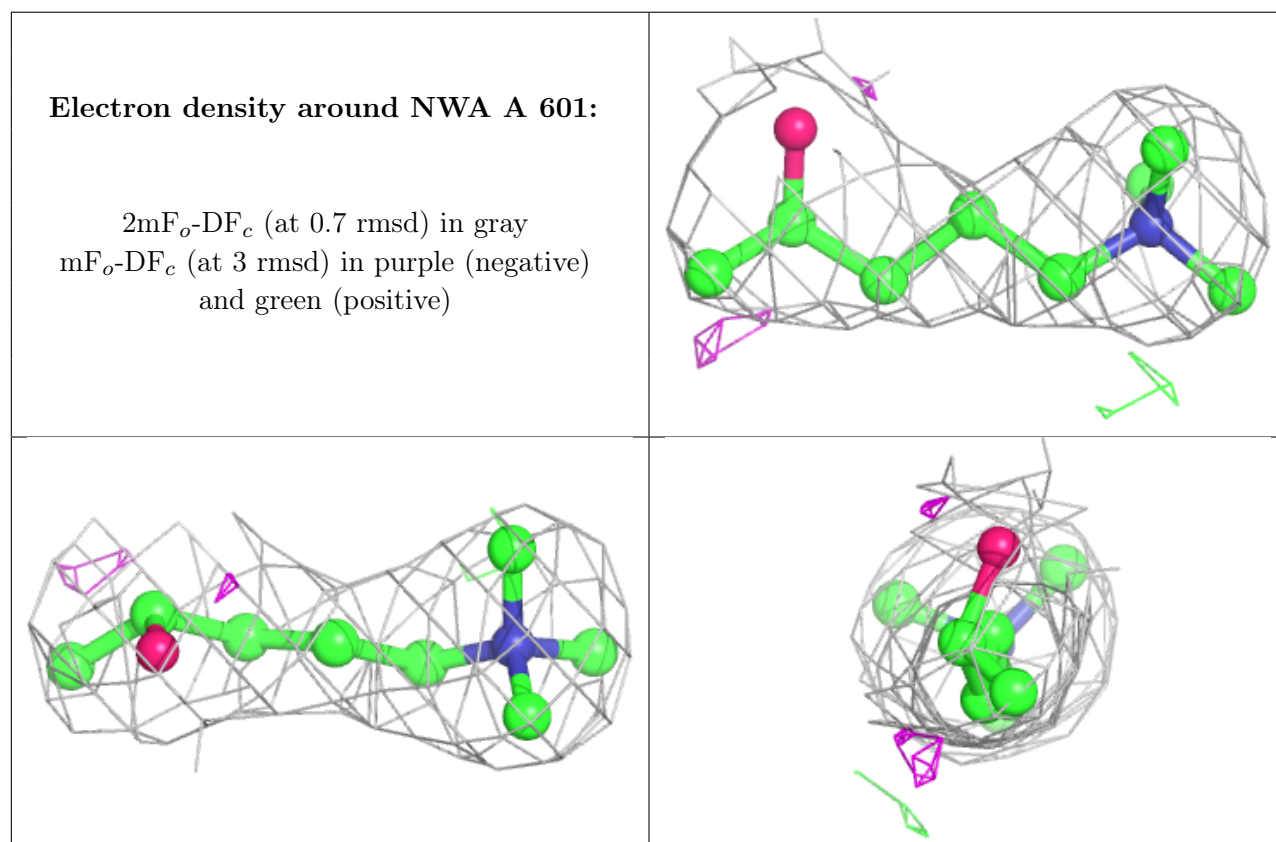 Electron density around NWA A 601:
2mFₒ-DF𝒸 (at 0.7 rmsd) in gray
mFₒ-DF𝒸 (at 3 rmsd) in purple (negative)
and green (positive)